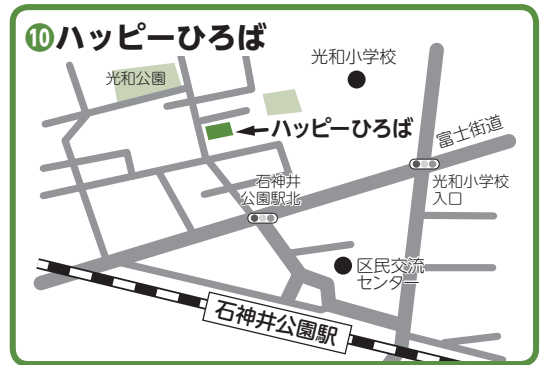 ⑩ハッピーひろば
光和小学校
光和公園
ハッピーひろば
富士街道
石神井
公園駅北
光和小学校
入口
区民交流
センター
石神井公園駅